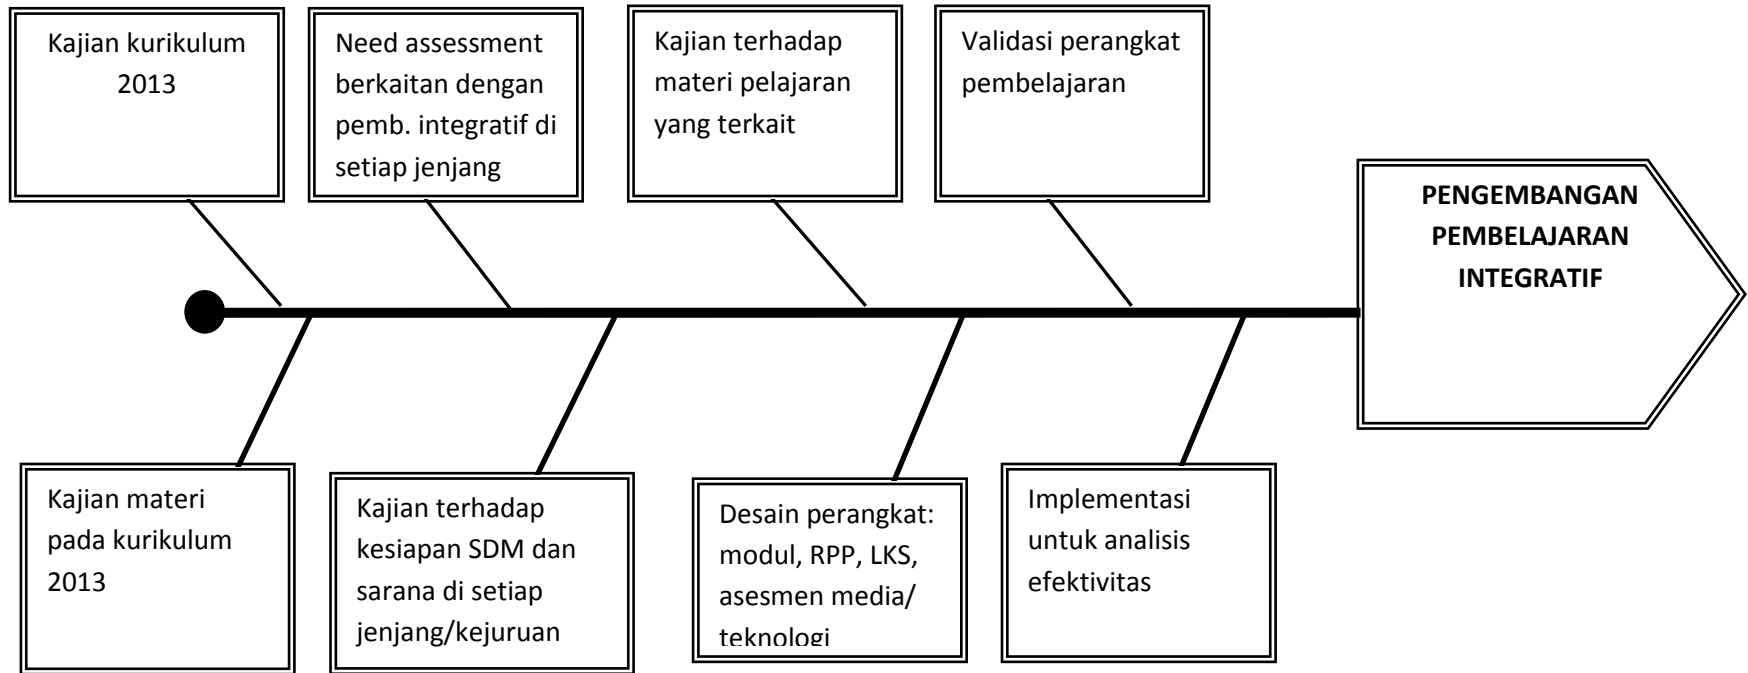 Kajian kurikulum
2013
Need assessment
berkaitan dengan
pemb. integratif di
setiap jenjang
Kajian terhadap
materi pelajaran
yang terkait
Validasi perangkat
pembelajaran
PENGEMBANGAN
PEMBELAJARAN
INTEGRATIF
Kajian materi
pada kurikulum
2013
Kajian terhadap
kesiapan SDM dan
sarana di setiap
jenjang/kejuruan
Desain perangkat:
modul, RPP, LKS,
asesmen media/
teknologi
Implementasi
untuk analisis
efektivitas